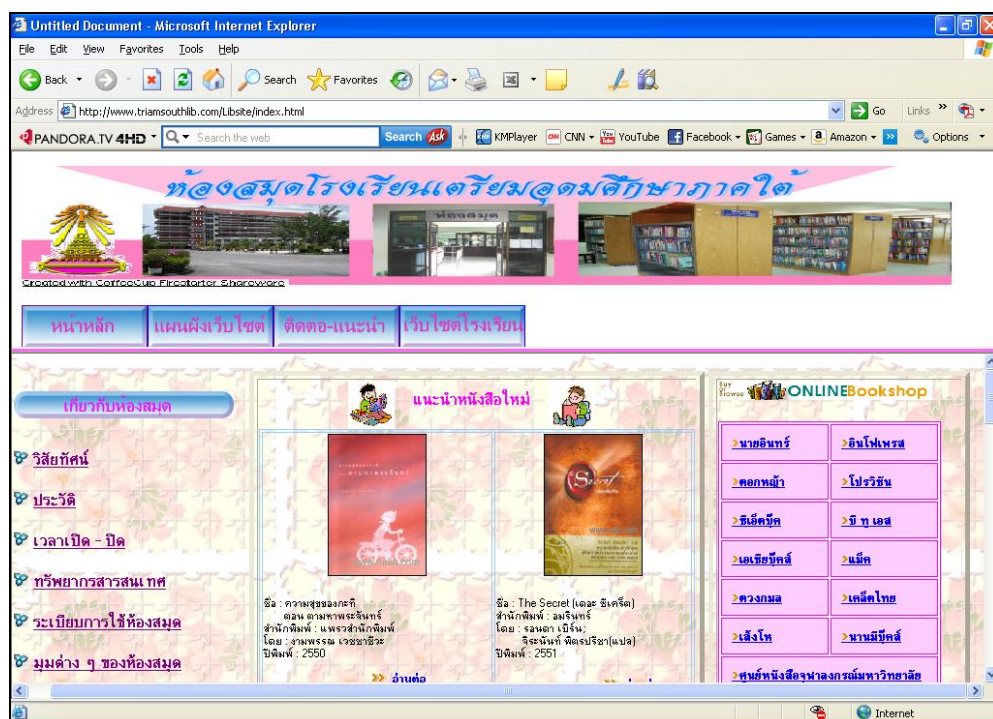 Untitled Document - Microsoft Internet Explorer
File Edit View Favorites Tools Help
Back Search Favorites
Address http://www.triamsouthlib.com/Libsite/index.html Go Links »
PANDORA.TV 4HD Search the web Search Ask KMPlayer CNN YouTube Facebook Games Amazon » Options
ห้องสมุดโรงเรียนเตรียมอุดมศึกษาภาคใต้
ห้องสมุด
Created with CoffeeCup Firestarter Shareware
หน้าหลัก แผนผังเว็บไซต์ ติดต่อ-แนะนำ เว็บไซต์โรงเรียน
เกี่ยวกับห้องสมุด
วิสัยทัศน์
ประวัติ
เวลาเปิด - ปิด
ทรัพยากรสารสนเทศ
ระเบียบการใช้ห้องสมุด
มุมต่าง ๆ ของห้องสมุด
แนะนำหนังสือใหม่
Secret
ชื่อ : ความสุขของกะทิ
ตอน ตามหาพระจันทร์
สำนักพิมพ์ : แพรวสำนักพิมพ์
โดย : งามพรรณ เวชชาชีวะ
ปีพิมพ์ : 2550
>> อ่านต่อ
ชื่อ : The Secret (เดอะ ซีเคร็ต)
สำนักพิมพ์ : อมรินทร์
โดย : รอนดา เบิร์น;
จิระนันท์ พิตรปรีชา(แปล)
ปีพิมพ์ : 2551
Buy or Browse ONLINEBookshop
>นายอินทร์ >อินโฟเพรส
>ดอกหญ้า >โปรวิชัน
>ซีเอ็ดบุ๊ค >บี ทู เอส
>เอเชียบุ๊คส์ >แม็ค
>ดวงกมล >เคล็ดไทย
>เส้งโห >นานมีบุ๊คส์
>ศูนย์หนังสือจุฬาลงกรณ์มหาวิทยาลัย
Internet